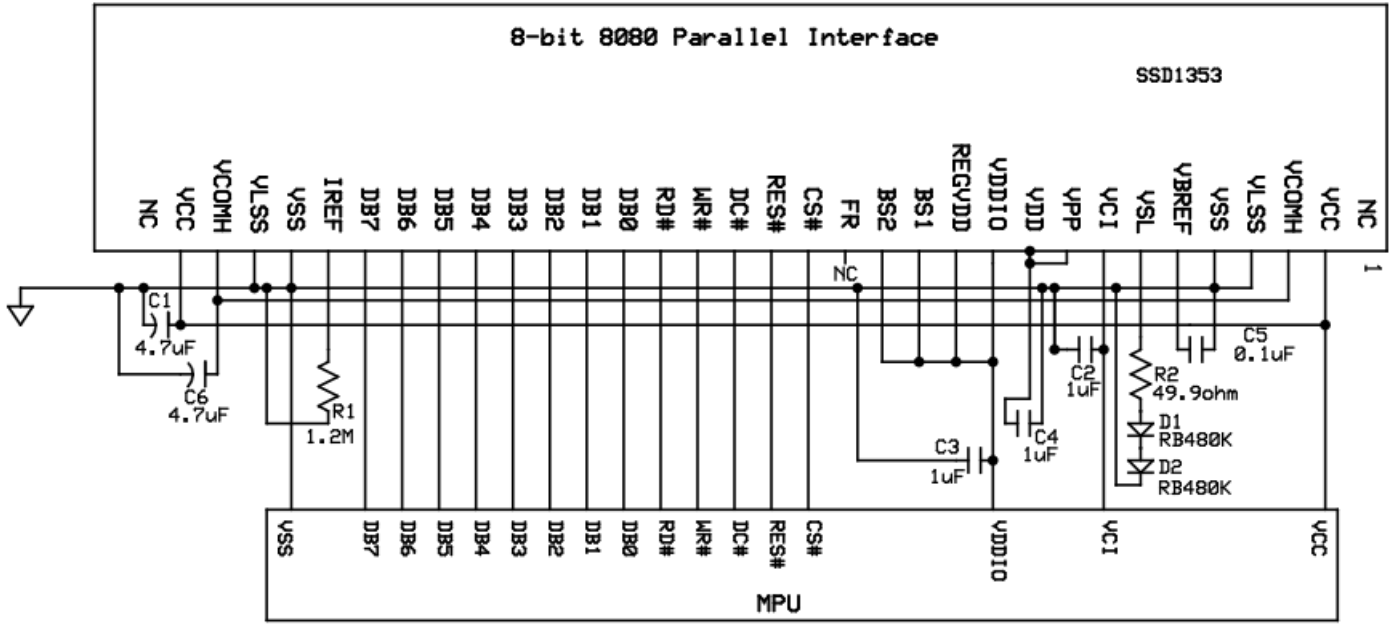 8-bit 8080 Parallel Interface
SSD1353
NC VCC VCOMH VLSS VSS IREF DB7 DB6 DB5 DB4 DB3 DB2 DB1 DB0 RD# WR# DC# RES# CS# FR BS2 BS1 REGVDD VDDIO VDD VPP VCI VSL VBREF VSS VLSS VCOMH VCC NC
NC
1
C1
4.7uF
C6
4.7uF
R1
1.2M
C3
1uF
C4
1uF
C2
1uF
R2
49.9ohm
D1
RB480K
D2
RB480K
C5
0.1uF
VSS DB7 DB6 DB5 DB4 DB3 DB2 DB1 DB0 RD# WR# DC# RES# CS# VDDIO VCI VCC
MPU